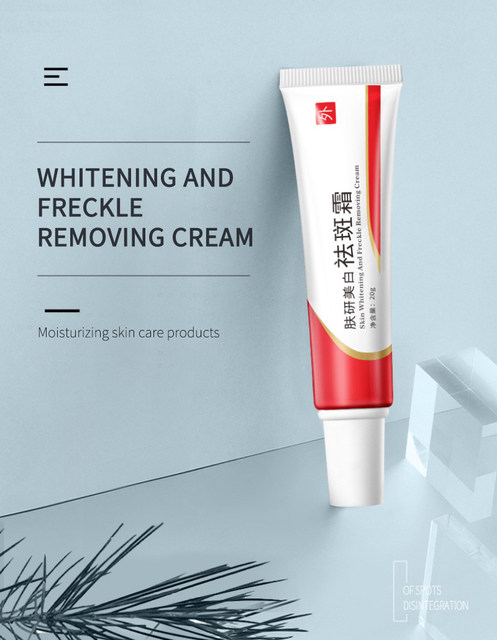 WHITENING AND
FRECKLE
REMOVING CREAM
Moisturizing skin care products
外
肤研美白祛斑霜
Skin Whitening And Freckle Removing Cream
净含量：20g
OF SPOTS
DISINTEGRATION